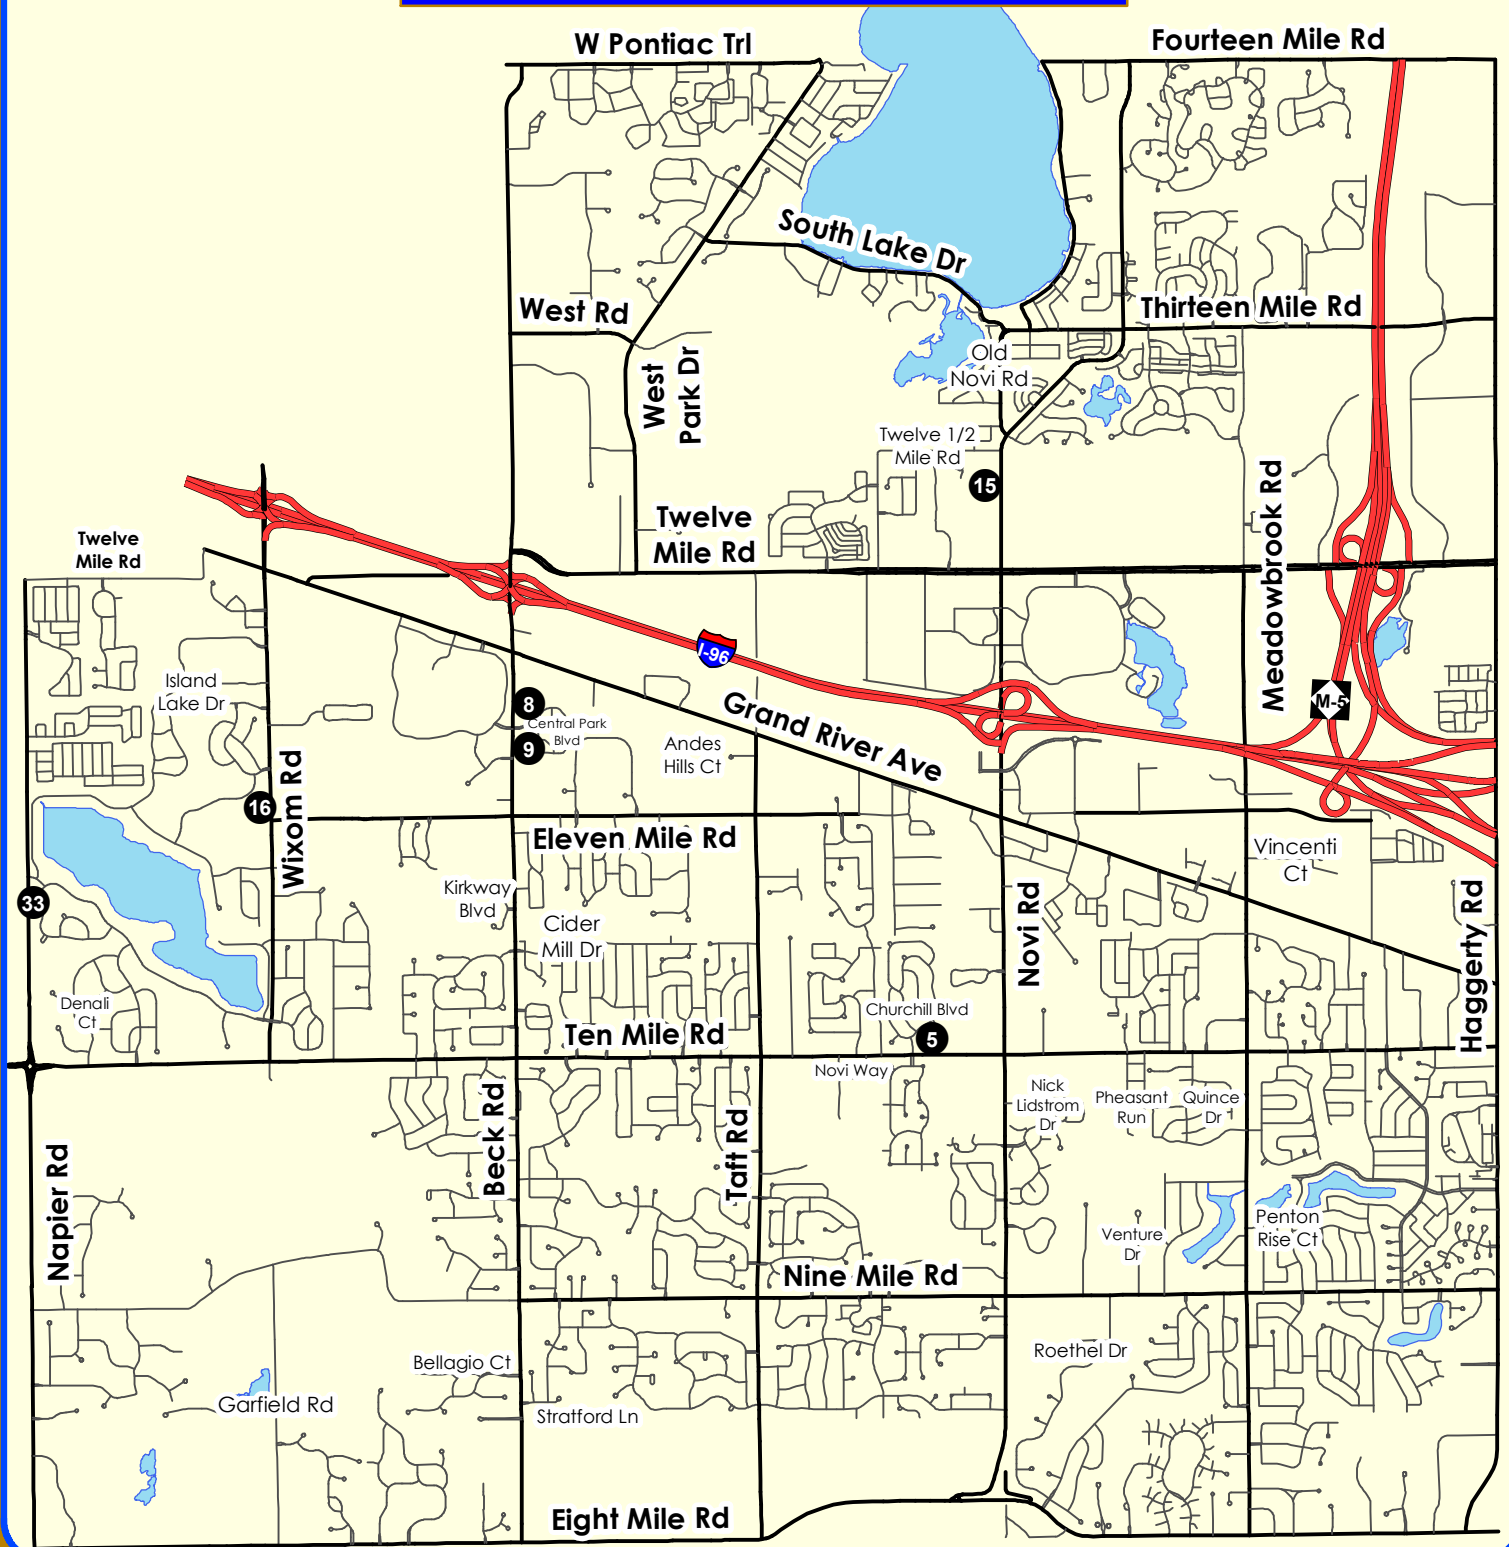 W Pontiac Trl
Fourteen Mile Rd
South Lake Dr
West Rd
Thirteen Mile Rd
Old
Novi Rd
West
Park Dr
Twelve 1/2
Mile Rd
15
Meadowbrook Rd
Twelve
Mile Rd
Twelve
Mile Rd
I-96
Island
Lake Dr
M-5
8
Central Park
Blvd
9
Grand River Ave
Andes
Hills Ct
Wixom Rd
16
Eleven Mile Rd
Vincenti
Ct
33
Kirkway
Blvd
Cider
Mill Dr
Novi Rd
Haggerty Rd
Denali
Ct
Churchill Blvd
Ten Mile Rd
5
Novi Way
Nick
Lidstrom
Dr
Pheasant
Run
Quince
Dr
Beck Rd
Taft Rd
Napier Rd
Venture
Dr
Penton
Rise Ct
Nine Mile Rd
Roethel Dr
Bellagio Ct
Garfield Rd
Stratford Ln
Eight Mile Rd